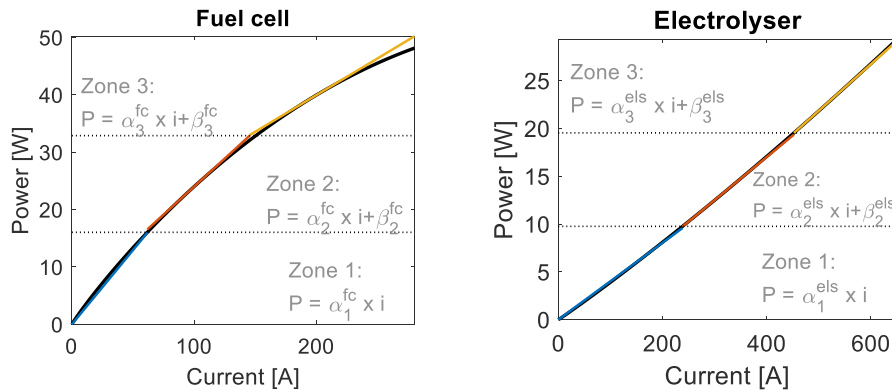 Fuel cell
Power [W]
50
40
30
20
10
0
Zone 3:
P = α₃ᶠᶜ x i+β₃ᶠᶜ
Zone 2:
P = α₂ᶠᶜ x i+β₂ᶠᶜ
Zone 1:
P = α₁ᶠᶜ x i
0 100 200
Current [A]
Electrolyser
Power [W]
25
20
15
10
5
0
Zone 3:
P = α₃ᵉˡˢ x i+β₃ᵉˡˢ
Zone 2:
P = α₂ᵉˡˢ x i+β₂ᵉˡˢ
Zone 1:
P = α₁ᵉˡˢ x i
0 200 400 600
Current [A]